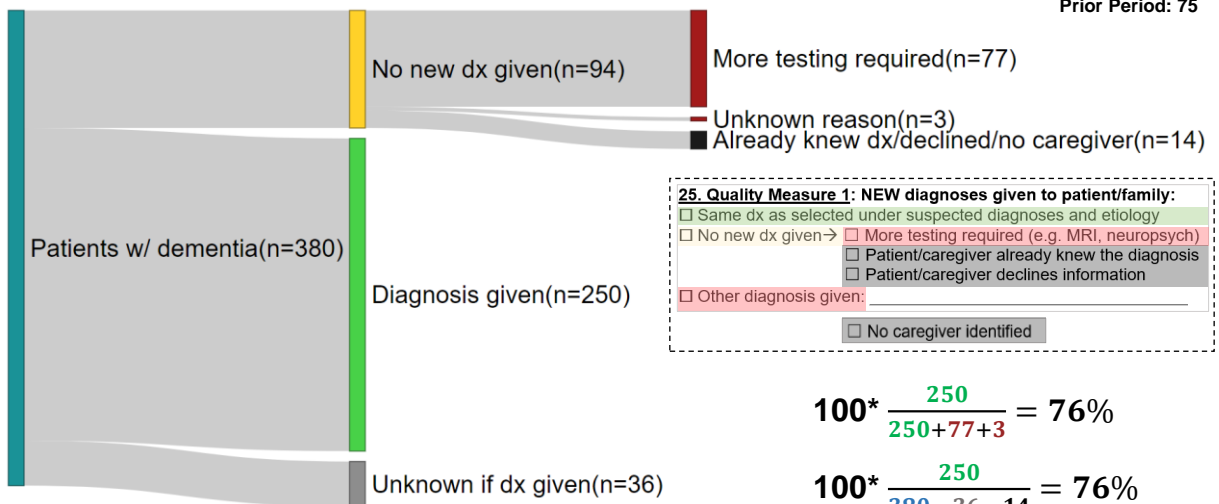 Prior Period: 75
More testing required(n=77)
No new dx given(n=94)
Unknown reason(n=3)
Already knew dx/declined/no caregiver(n=14)
25. Quality Measure 1: NEW diagnoses given to patient/family:
☐ Same dx as selected under suspected diagnoses and etiology
☐ No new dx given→ ☐ More testing required (e.g. MRI, neuropsych)
☐ Patient/caregiver already knew the diagnosis
☐ Patient/caregiver declines information
☐ Other diagnosis given:
☐ No caregiver identified
Patients w/ dementia(n=380)
Diagnosis given(n=250)
100* 250 / 250+77+3 = 76%
Unknown if dx given(n=36)
100* 250 / 380 36 14 = 76%